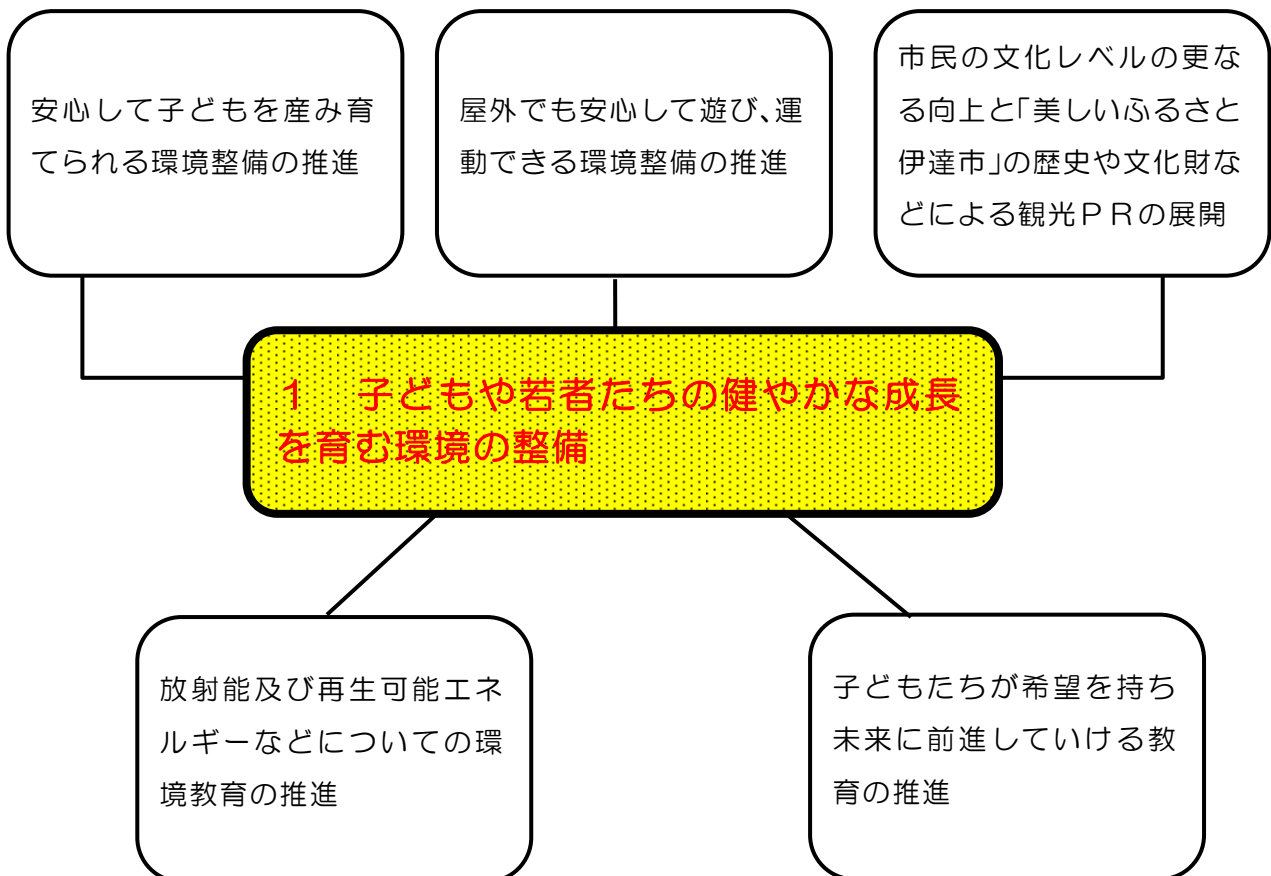 安心して子どもを産み育
てられる環境整備の推進
屋外でも安心して遊び、運
動できる環境整備の推進
市民の文化レベルの更な
る向上と「美しいふるさと
伊達市」の歴史や文化財な
どによる観光PRの展開
1　子どもや若者たちの健やかな成長
を育む環境の整備
放射能及び再生可能エネ
ルギーなどについての環
境教育の推進
子どもたちが希望を持ち
未来に前進していける教
育の推進